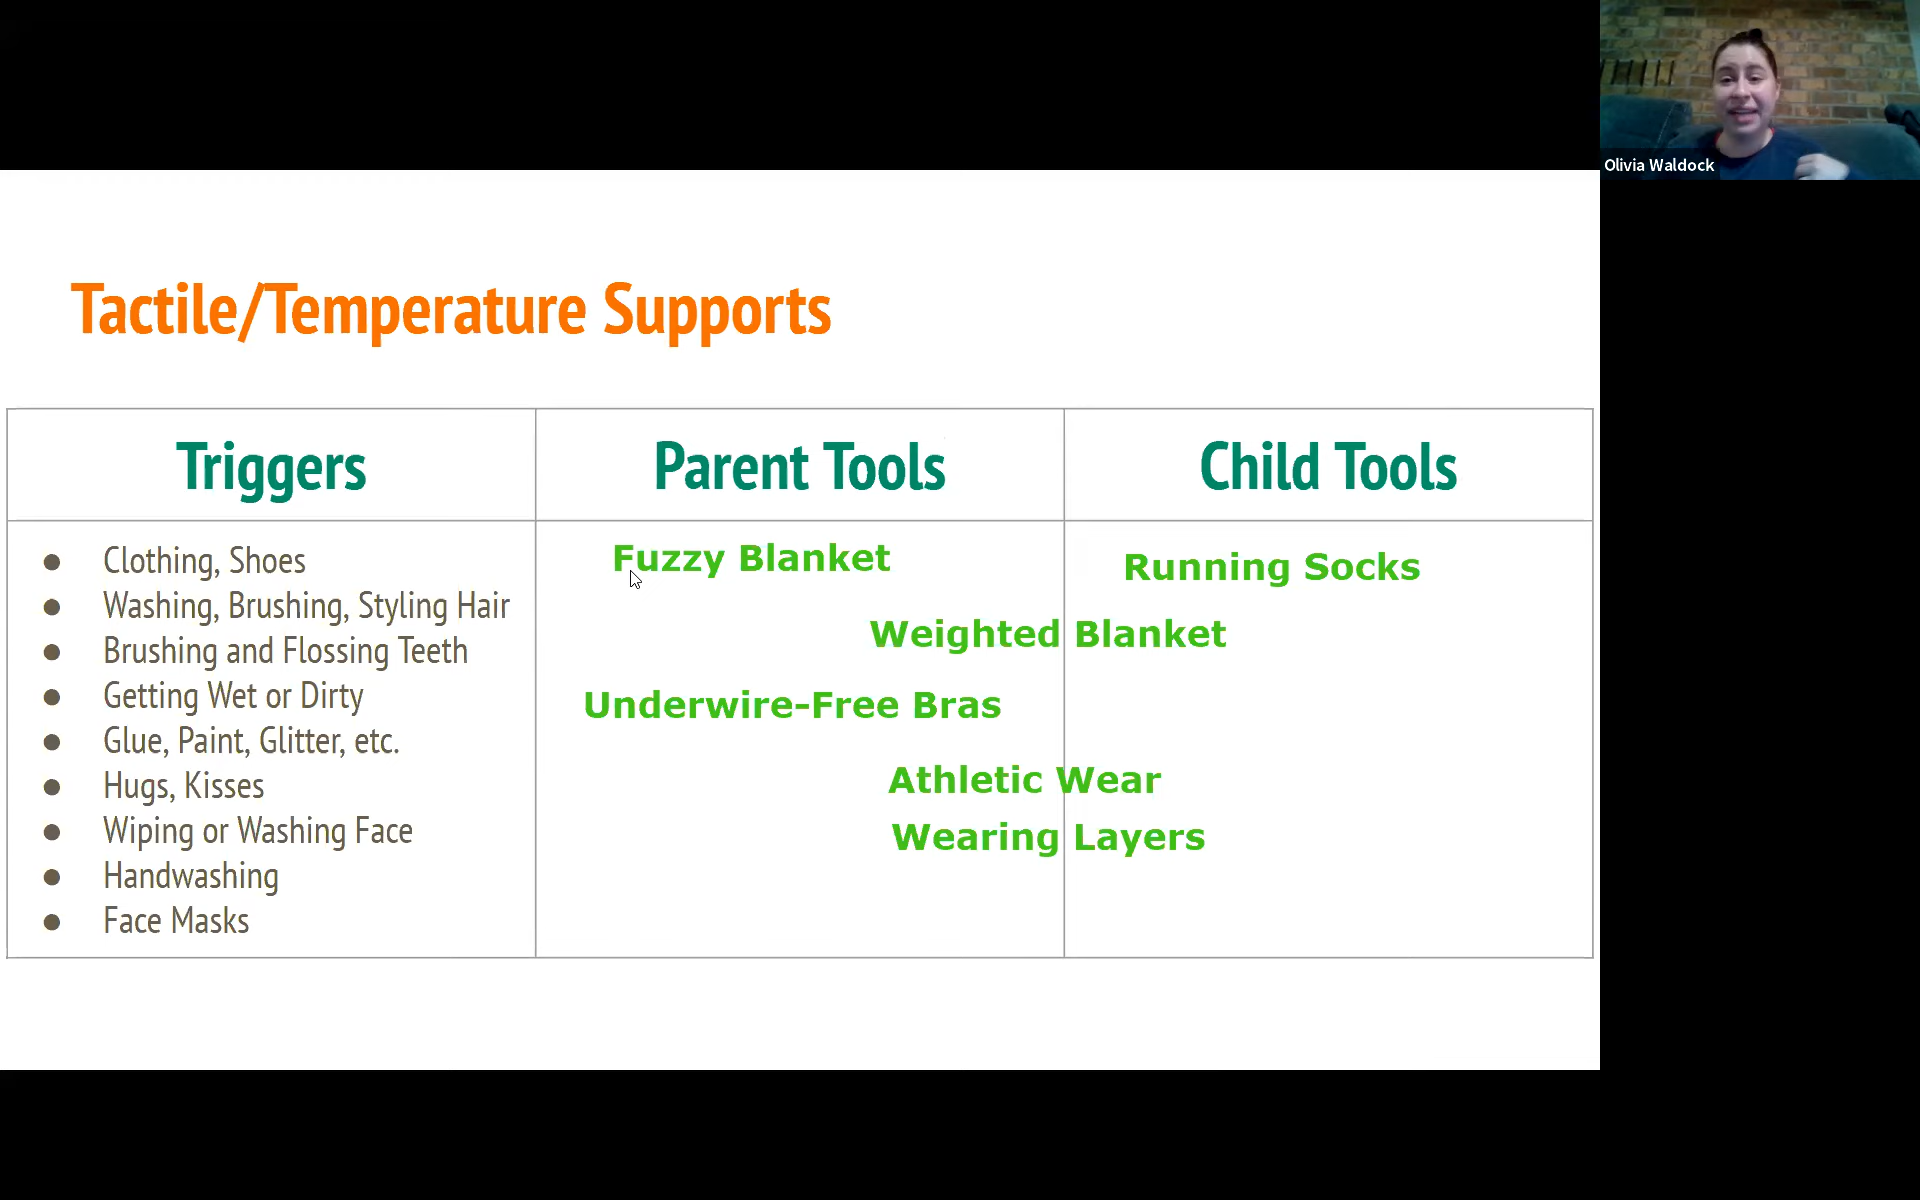 Olivia Waldock
Tactile/Temperature Supports
Triggers
Parent Tools
Child Tools
● Clothing, Shoes
● Washing, Brushing, Styling Hair
● Brushing and Flossing Teeth
● Getting Wet or Dirty
● Glue, Paint, Glitter, etc.
● Hugs, Kisses
● Wiping or Washing Face
● Handwashing
● Face Masks
Fuzzy Blanket
Running Socks
Weighted Blanket
Underwire-Free Bras
Athletic Wear
Wearing Layers